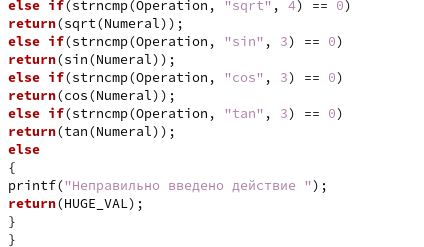 else if(strncmp(Operation, "sqrt", 4) == 0)
return(sqrt(Numeral));
else if(strncmp(Operation, "sin", 3) == 0)
return(sin(Numeral));
else if(strncmp(Operation, "cos", 3) == 0)
return(cos(Numeral));
else if(strncmp(Operation, "tan", 3) == 0)
return(tan(Numeral));
else
{
printf("Неправильно введено действие ");
return(HUGE_VAL);
}
}